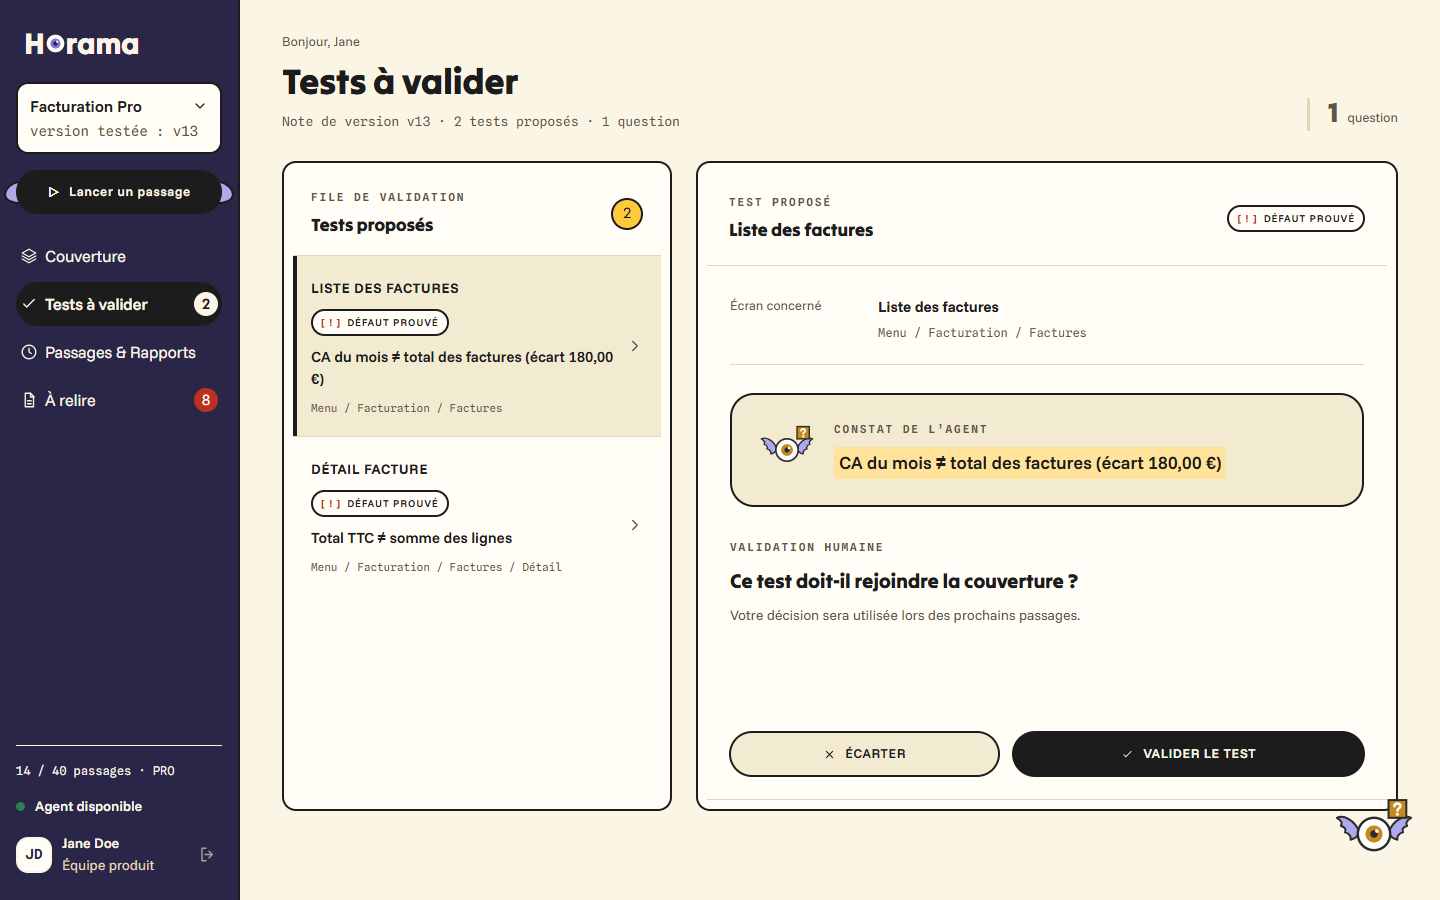 Horama
Facturation Pro
version testée : v13
Lancer un passage
Couverture
Tests à valider 2
Passages & Rapports
À relire 8
14 / 40 passages · PRO
Agent disponible
JD
Jane Doe
Équipe produit
Bonjour, Jane
Tests à valider
Note de version v13 · 2 tests proposés · 1 question
1 question
FILE DE VALIDATION
Tests proposés
2
LISTE DES FACTURES
[!] DÉFAUT PROUVÉ
CA du mois ≠ total des factures (écart 180,00
€)
Menu / Facturation / Factures
DÉTAIL FACTURE
[!] DÉFAUT PROUVÉ
Total TTC ≠ somme des lignes
Menu / Facturation / Factures / Détail
TEST PROPOSÉ
Liste des factures
[!] DÉFAUT PROUVÉ
Écran concerné
Liste des factures
Menu / Facturation / Factures
?
CONSTAT DE L’AGENT
CA du mois ≠ total des factures (écart 180,00 €)
VALIDATION HUMAINE
Ce test doit-il rejoindre la couverture ?
Votre décision sera utilisée lors des prochains passages.
ÉCARTER
VALIDER LE TEST
?